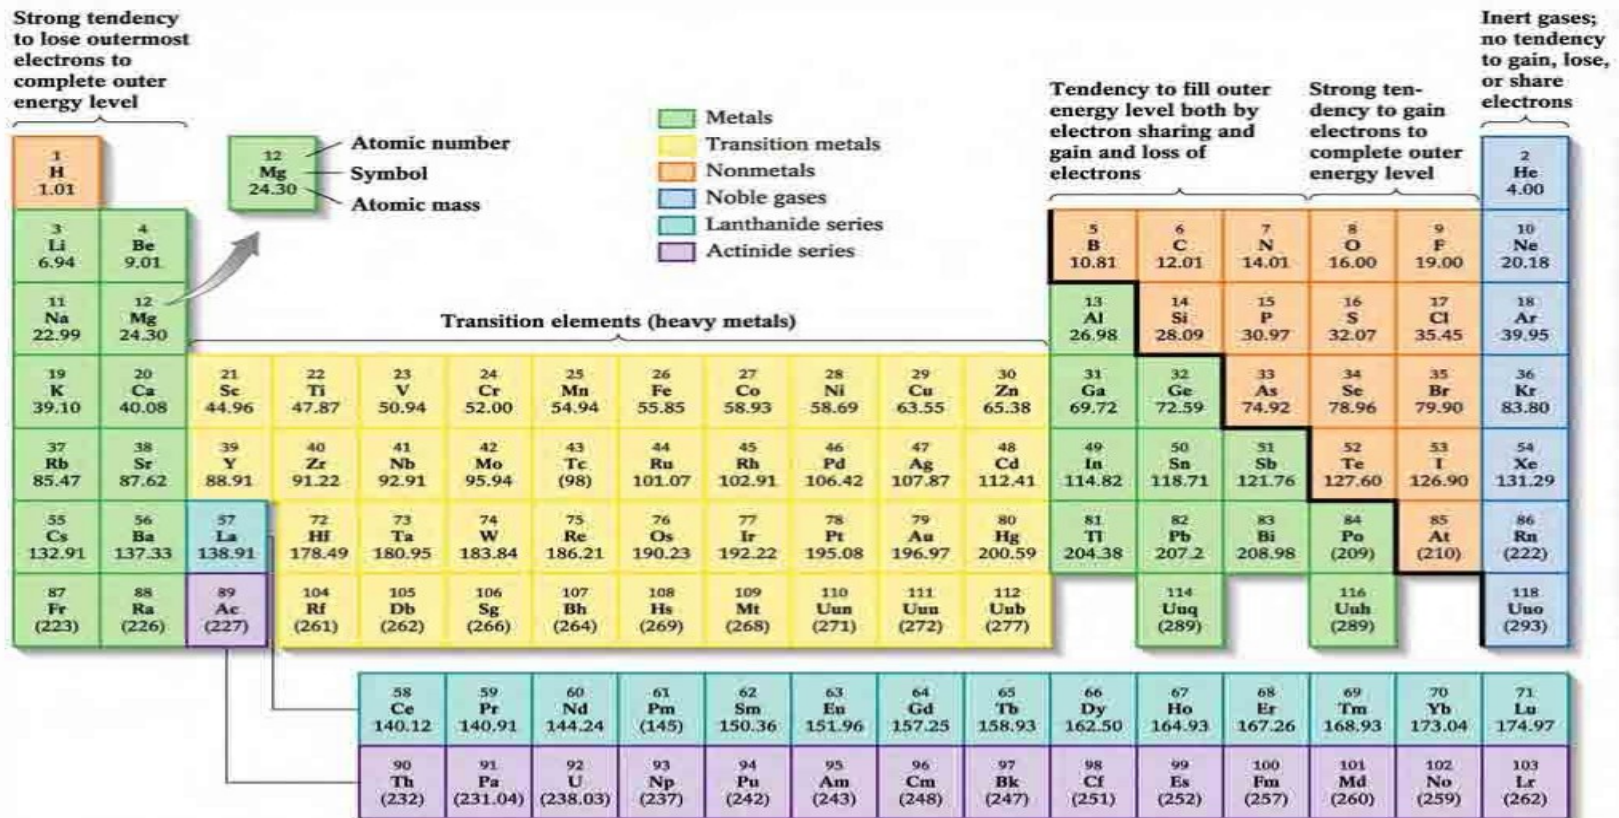 Strong tendency
to lose outermost
electrons to
complete outer
energy level
Inert gases;
no tendency
to gain, lose,
or share
electrons
Tendency to fill outer
energy level both by
electron sharing and
gain and loss of
electrons
Strong ten-
dency to gain
electrons to
complete outer
energy level
Metals
Transition metals
Nonmetals
Noble gases
Lanthanide series
Actinide series
12
Mg
24.30
Atomic number
Symbol
Atomic mass
Transition elements (heavy metals)
1 2
H He
1.01 4.00
3 4 5 6 7 8 9 10
Li Be B C N O F Ne
6.94 9.01 10.81 12.01 14.01 16.00 19.00 20.18
11 12 13 14 15 16 17 18
Na Mg Al Si P S Cl Ar
22.99 24.30 26.98 28.09 30.97 32.07 35.45 39.95
19 20 21 22 23 24 25 26 27 28 29 30 31 32 33 34 35 36
K Ca Sc Ti V Cr Mn Fe Co Ni Cu Zn Ga Ge As Se Br Kr
39.10 40.08 44.96 47.87 50.94 52.00 54.94 55.85 58.93 58.69 63.55 65.38 69.72 72.59 74.92 78.96 79.90 83.80
37 38 39 40 41 42 43 44 45 46 47 48 49 50 51 52 53 54
Rb Sr Y Zr Nb Mo Tc Ru Rh Pd Ag Cd In Sn Sb Te I Xe
85.47 87.62 88.91 91.22 92.91 95.94 (98) 101.07 102.91 106.42 107.87 112.41 114.82 118.71 121.76 127.60 126.90 131.29
55 56 57 72 73 74 75 76 77 78 79 80 81 82 83 84 85 86
Cs Ba La Hf Ta W Re Os Ir Pt Au Hg Tl Pb Bi Po At Rn
132.91 137.33 138.91 178.49 180.95 183.84 186.21 190.23 192.22 195.08 196.97 200.59 204.38 207.2 208.98 (209) (210) (222)
87 88 89 104 105 106 107 108 109 110 111 112 114 116 118
Fr Ra Ac Rf Db Sg Bh Hs Mt Uun Uuu Uub Uuq Uuh Uuo
(223) (226) (227) (261) (262) (266) (264) (269) (268) (271) (272) (277) (289) (289) (293)
58 59 60 61 62 63 64 65 66 67 68 69 70 71
Ce Pr Nd Pm Sm Eu Gd Tb Dy Ho Er Tm Yb Lu
140.12 140.91 144.24 (145) 150.36 151.96 157.25 158.93 162.50 164.93 167.26 168.93 173.04 174.97
90 91 92 93 94 95 96 97 98 99 100 101 102 103
Th Pa U Np Pu Am Cm Bk Cf Es Fm Md No Lr
(232) (231.04) (238.03) (237) (242) (243) (248) (247) (251) (252) (257) (260) (259) (262)